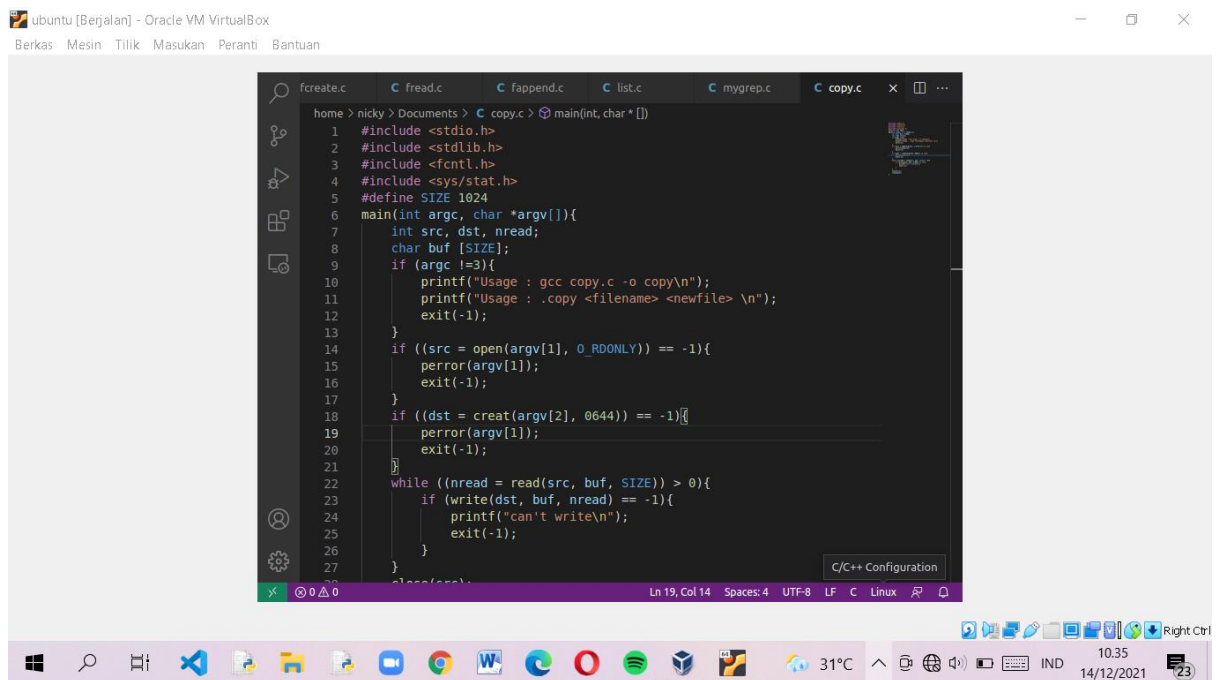 ubuntu [Berjalan] - Oracle VM VirtualBox
Berkas Mesin Tilik Masukan Peranti Bantuan
fcreate.c C fread.c C fappend.c C list.c C mygrep.c C copy.c
home > nicky > Documents > C copy.c > main(int, char * [])
1 #include <stdio.h>
2 #include <stdlib.h>
3 #include <fcntl.h>
4 #include <sys/stat.h>
5 #define SIZE 1024
6 main(int argc, char *argv[]){
7 int src, dst, nread;
8 char buf [SIZE];
9 if (argc !=3){
10 printf("Usage : gcc copy.c -o copy\n");
11 printf("Usage : .copy <filename> <newfile> \n");
12 exit(-1);
13 }
14 if ((src = open(argv[1], O_RDONLY)) == -1){
15 perror(argv[1]);
16 exit(-1);
17 }
18 if ((dst = creat(argv[2], 0644)) == -1){
19 perror(argv[1]);
20 exit(-1);
21 }
22 while ((nread = read(src, buf, SIZE)) > 0){
23 if (write(dst, buf, nread) == -1){
24 printf("can't write\n");
25 exit(-1);
26 }
27 }
C/C++ Configuration
0 0 Ln 19, Col 14 Spaces: 4 UTF-8 LF C Linux
Right Ctrl
31°C IND 10.35
14/12/2021 23